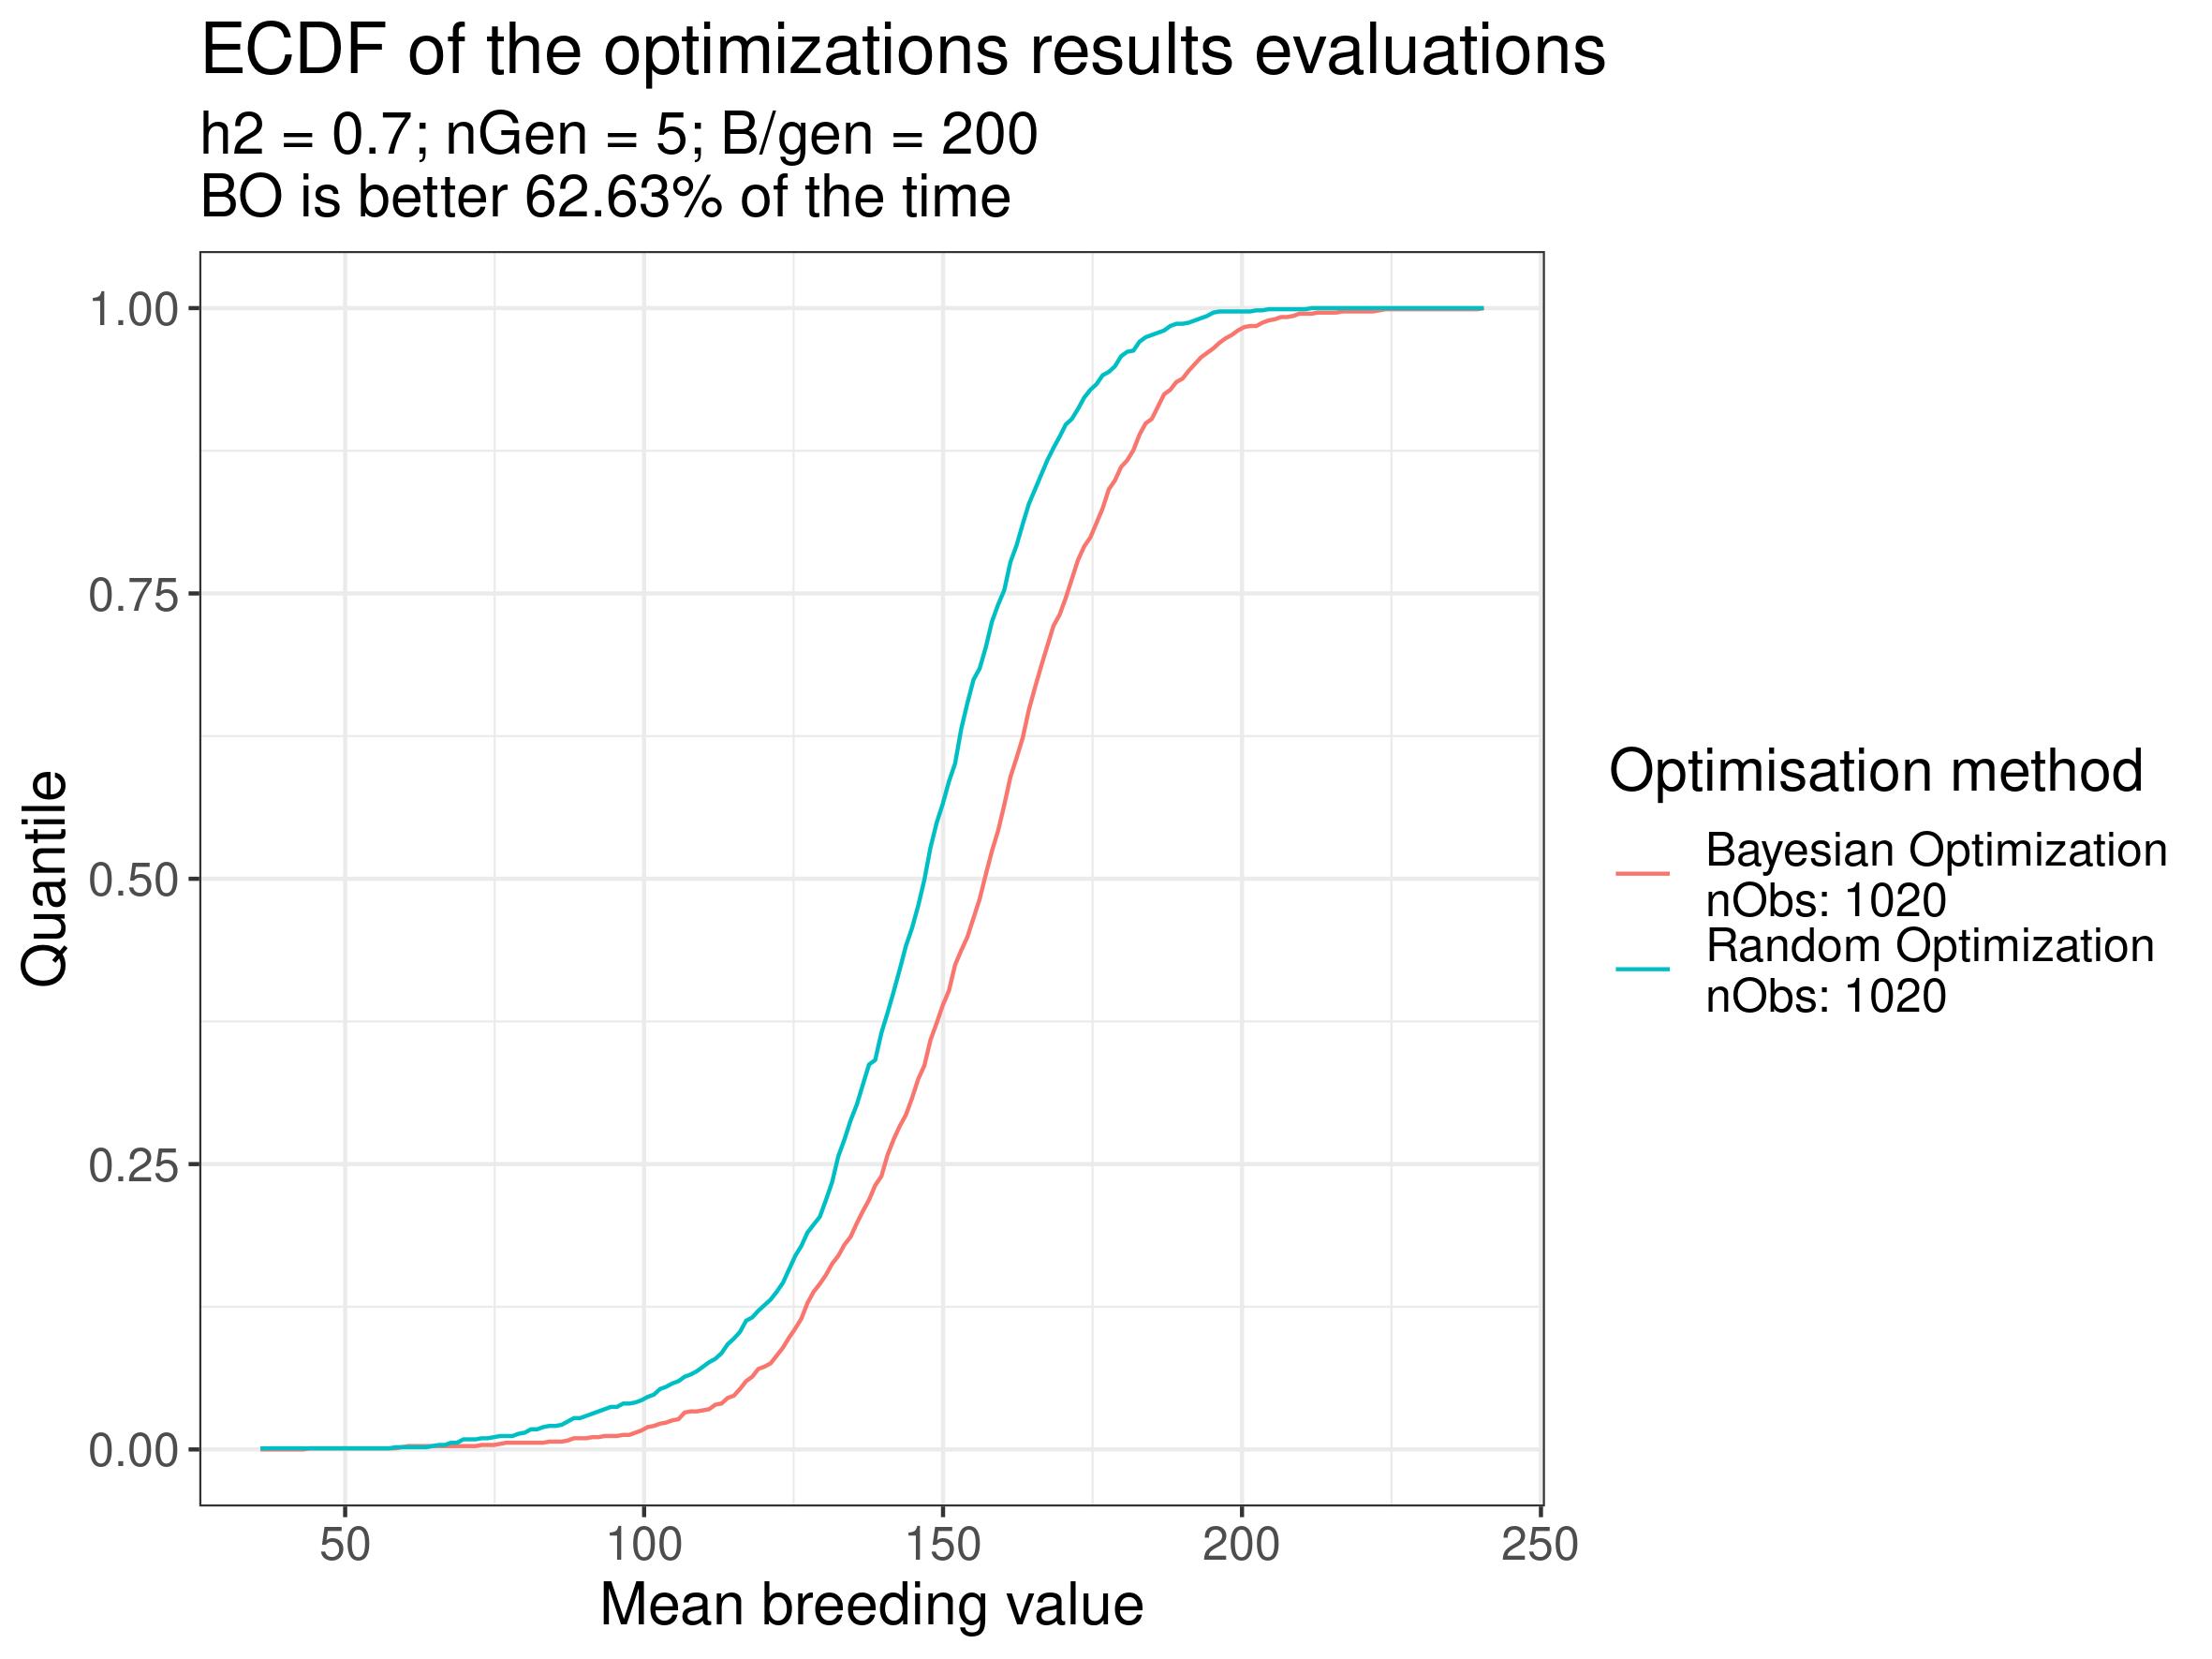 ECDF of the optimizations results evaluations
h2 = 0.7; nGen = 5; B/gen = 200
BO is better 62.63% of the time
1.00
0.75
0.50
0.25
0.00
Quantile
50 100 150 200 250
Mean breeding value
Optimisation method
Bayesian Optimization
nObs: 1020
Random Optimization
nObs: 1020